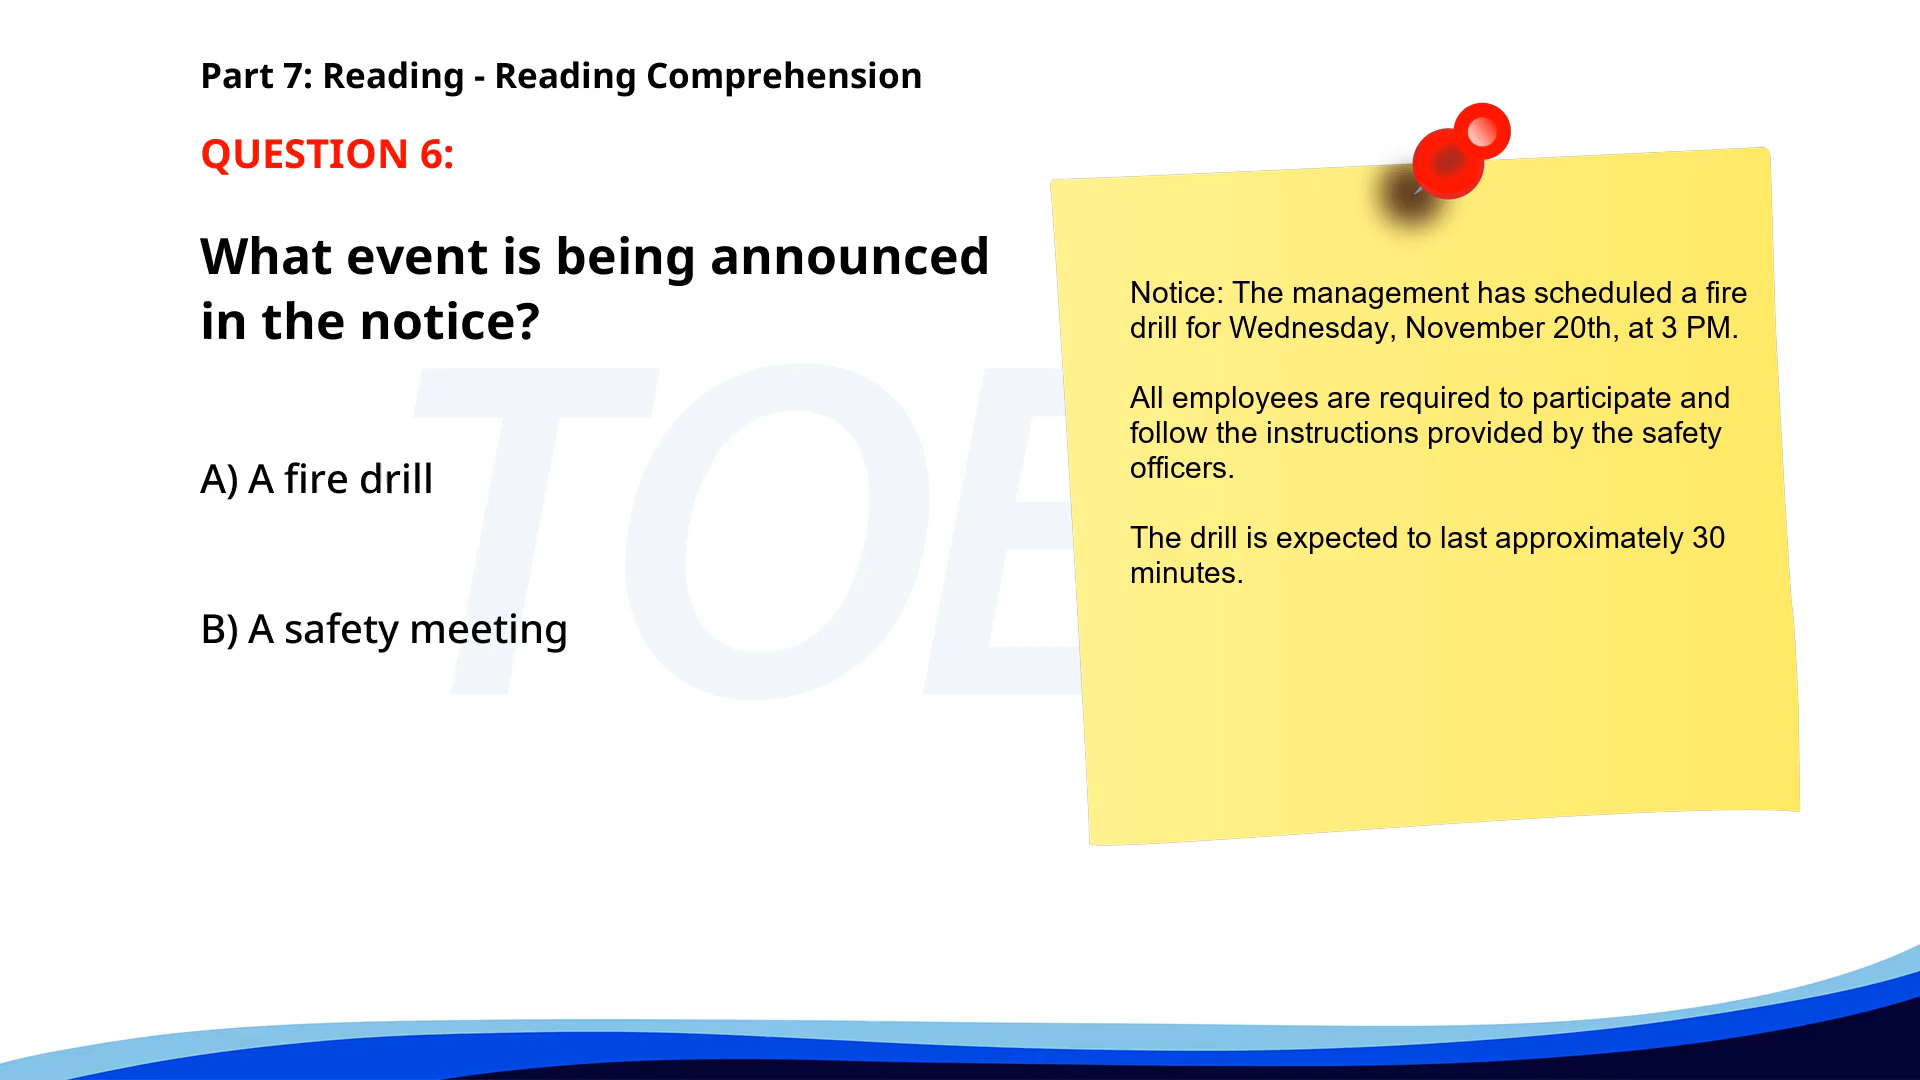 Part 7: Reading - Reading Comprehension
QUESTION 6:
What event is being announced
in the notice?
A) A fire drill
B) A safety meeting
Notice: The management has scheduled a fire
drill for Wednesday, November 20th, at 3 PM.
All employees are required to participate and
follow the instructions provided by the safety
officers.
The drill is expected to last approximately 30
minutes.